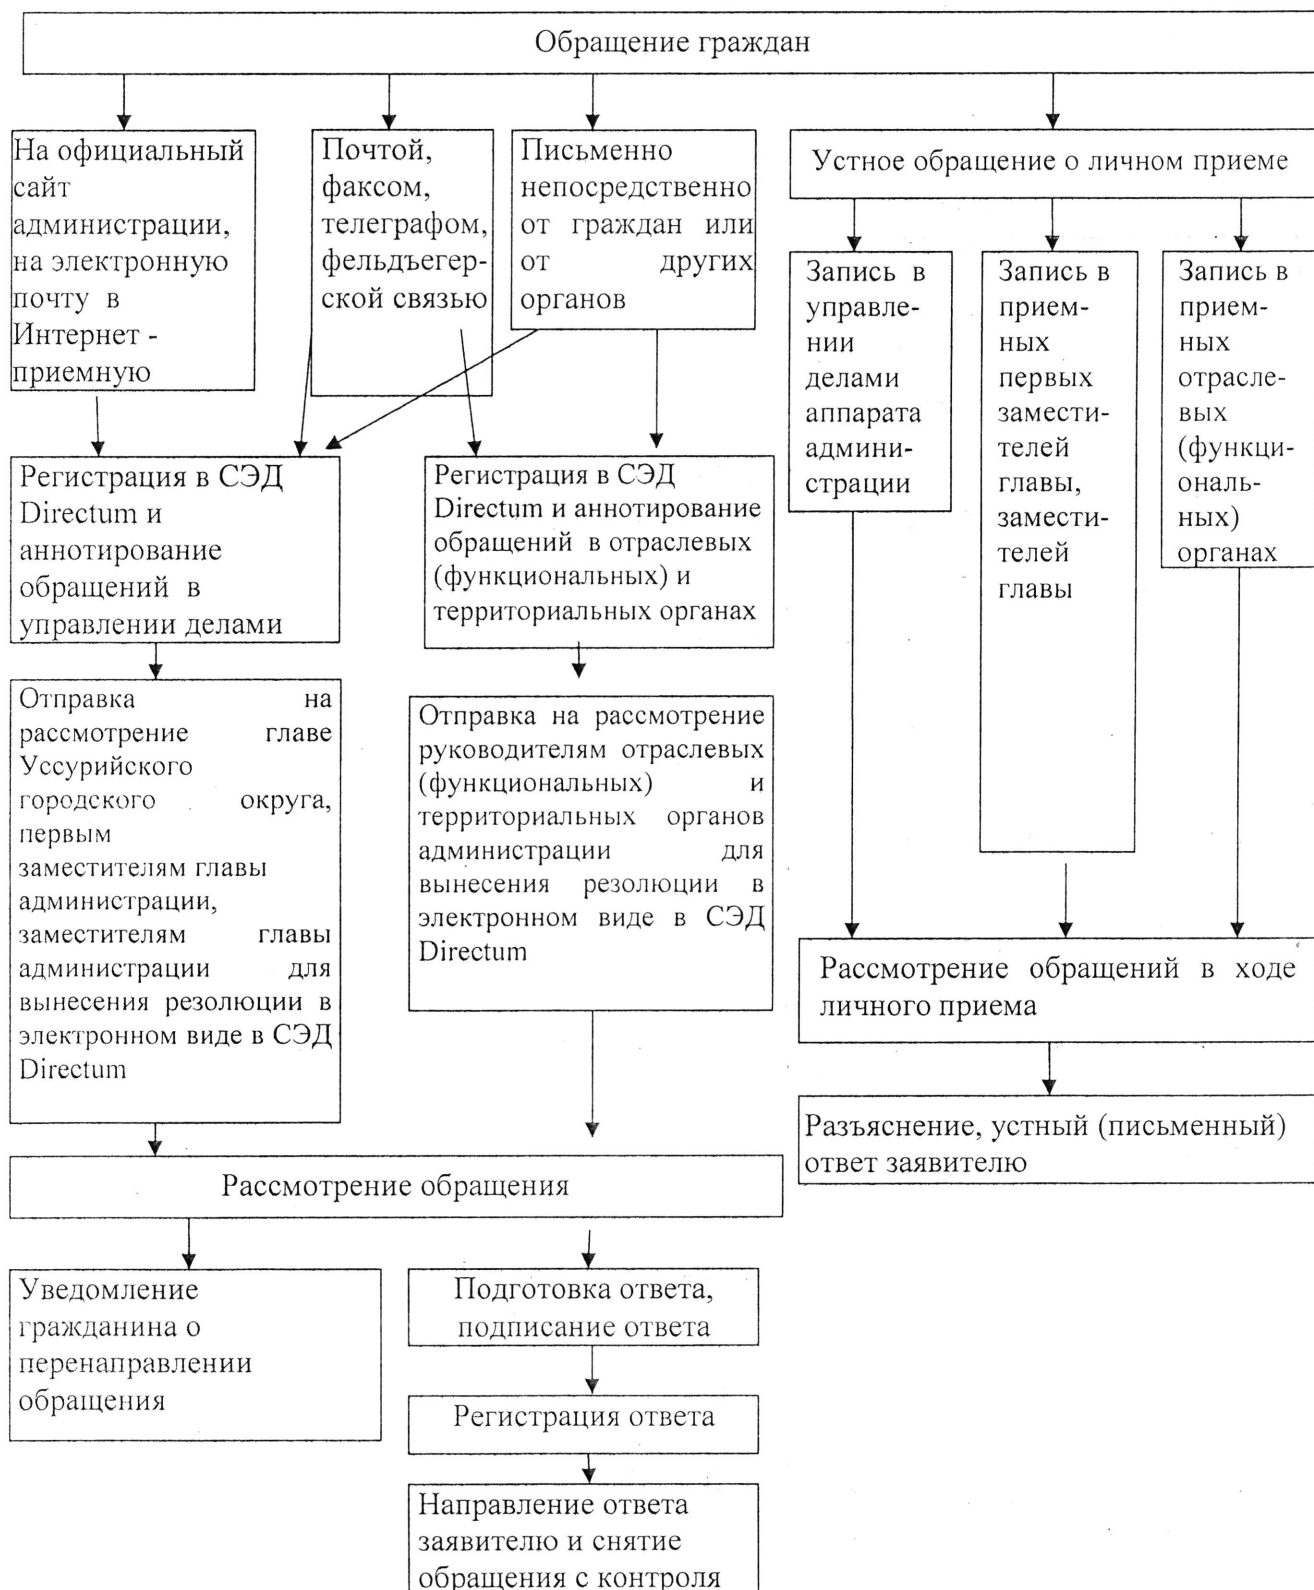 Обращение граждан
На официальный
сайт
администрации,
на электронную
почту в
Интернет -
приемную
Почтой,
факсом,
телеграфом,
фельдъегер-
ской связью
Письменно
непосредственно
от граждан или
от других
органов
Устное обращение о личном приеме
Запись в
управле-
нии
делами
аппарата
админи-
страции
Запись в
прием-
ных
первых
замести-
телей
главы,
замести-
телей
главы
Запись в
прием-
ных
отрасле-
вых
(функци-
ональ-
ных)
органах
Регистрация в СЭД
Directum и
аннотирование
обращений в
управлении делами
Регистрация в СЭД
Directum и аннотирование
обращений в отраслевых
(функциональных) и
территориальных органах
Отправка на
рассмотрение главе
Уссурийского
городского округа,
первым
заместителям главы
администрации,
заместителям главы
администрации для
вынесения резолюции в
электронном виде в СЭД
Directum
Отправка на рассмотрение
руководителям отраслевых
(функциональных) и
территориальных органов
администрации для
вынесения резолюции в
электронном виде в СЭД
Directum
Рассмотрение обращений в ходе
личного приема
Разъяснение, устный (письменный)
ответ заявителю
Рассмотрение обращения
Уведомление
гражданина о
перенаправлении
обращения
Подготовка ответа,
подписание ответа
Регистрация ответа
Направление ответа
заявителю и снятие
обращения с контроля